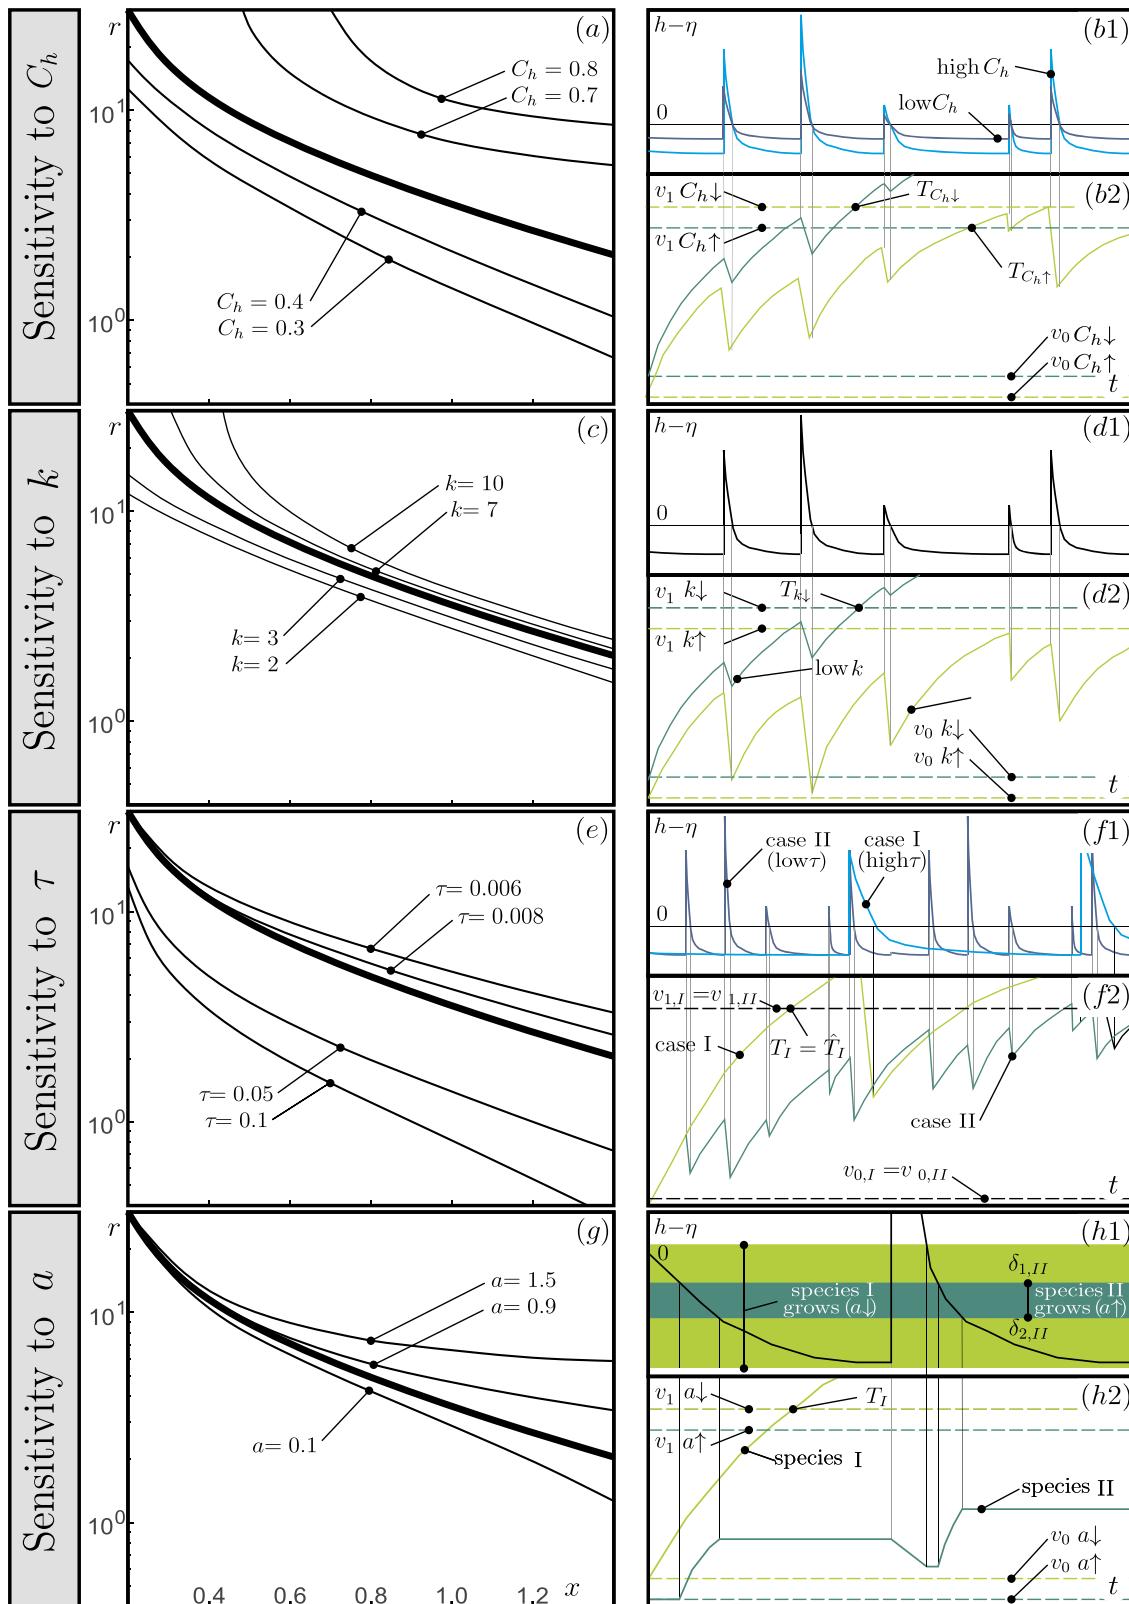 Sensitivity to C_h
r
(a)
10^1
10^0
C_h = 0.8
C_h = 0.7
C_h = 0.4
C_h = 0.3
h−η
(b1)
0
high C_h
low C_h
(b2)
v_1 C_h↓
v_1 C_h↑
T_{C_h↓}
T_{C_h↑}
v_0 C_h↓
v_0 C_h↑
t
Sensitivity to k
r
(c)
10^1
10^0
k= 10
k= 7
k= 3
k= 2
h−η
(d1)
0
(d2)
v_1 k↓
v_1 k↑
T_{k↓}
low k
v_0 k↓
v_0 k↑
t
Sensitivity to τ
r
(e)
10^1
10^0
τ= 0.006
τ= 0.008
τ= 0.05
τ= 0.1
h−η
(f1)
0
case II
(low τ)
case I
(high τ)
(f2)
v_{1,I} = v_{1,II}
case I
T_I = \hat{T}_I
case II
v_{0,I} = v_{0,II}
t
Sensitivity to a
r
(g)
10^1
10^0
a= 1.5
a= 0.9
a= 0.1
0.4 0.6 0.8 1.0 1.2
x
h−η
(h1)
0
δ_{1,II}
species I
grows (a↓)
species II
grows (a↑)
δ_{2,II}
(h2)
v_1 a↓
v_1 a↑
T_I
species I
species II
v_0 a↓
v_0 a↑
t